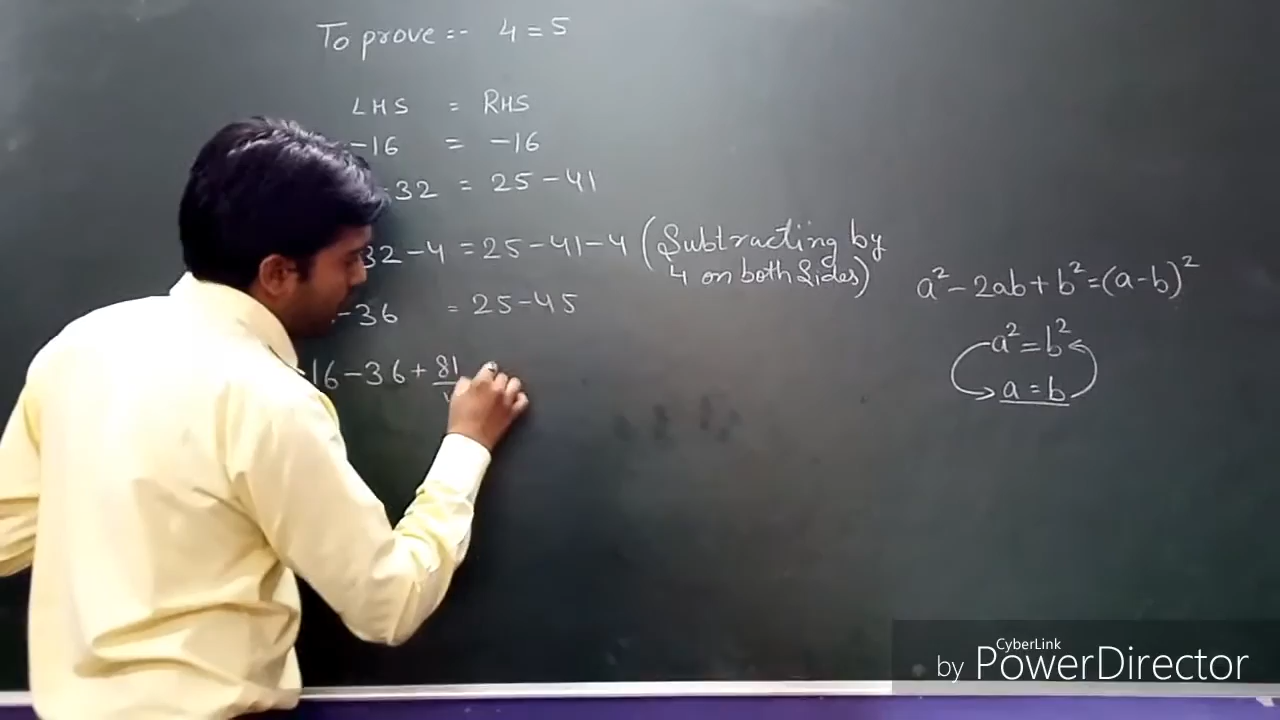 To prove :- 4 = 5
LHS = RHS
-16 = -16
-32 = 25-41
32-4 = 25-41-4 (Subtracting by
4 on both Sides)
-36 = 25-45
16-36+81
a²-2ab+b²=(a-b)²
a²=b²
a=b
CyberLink
by PowerDirector